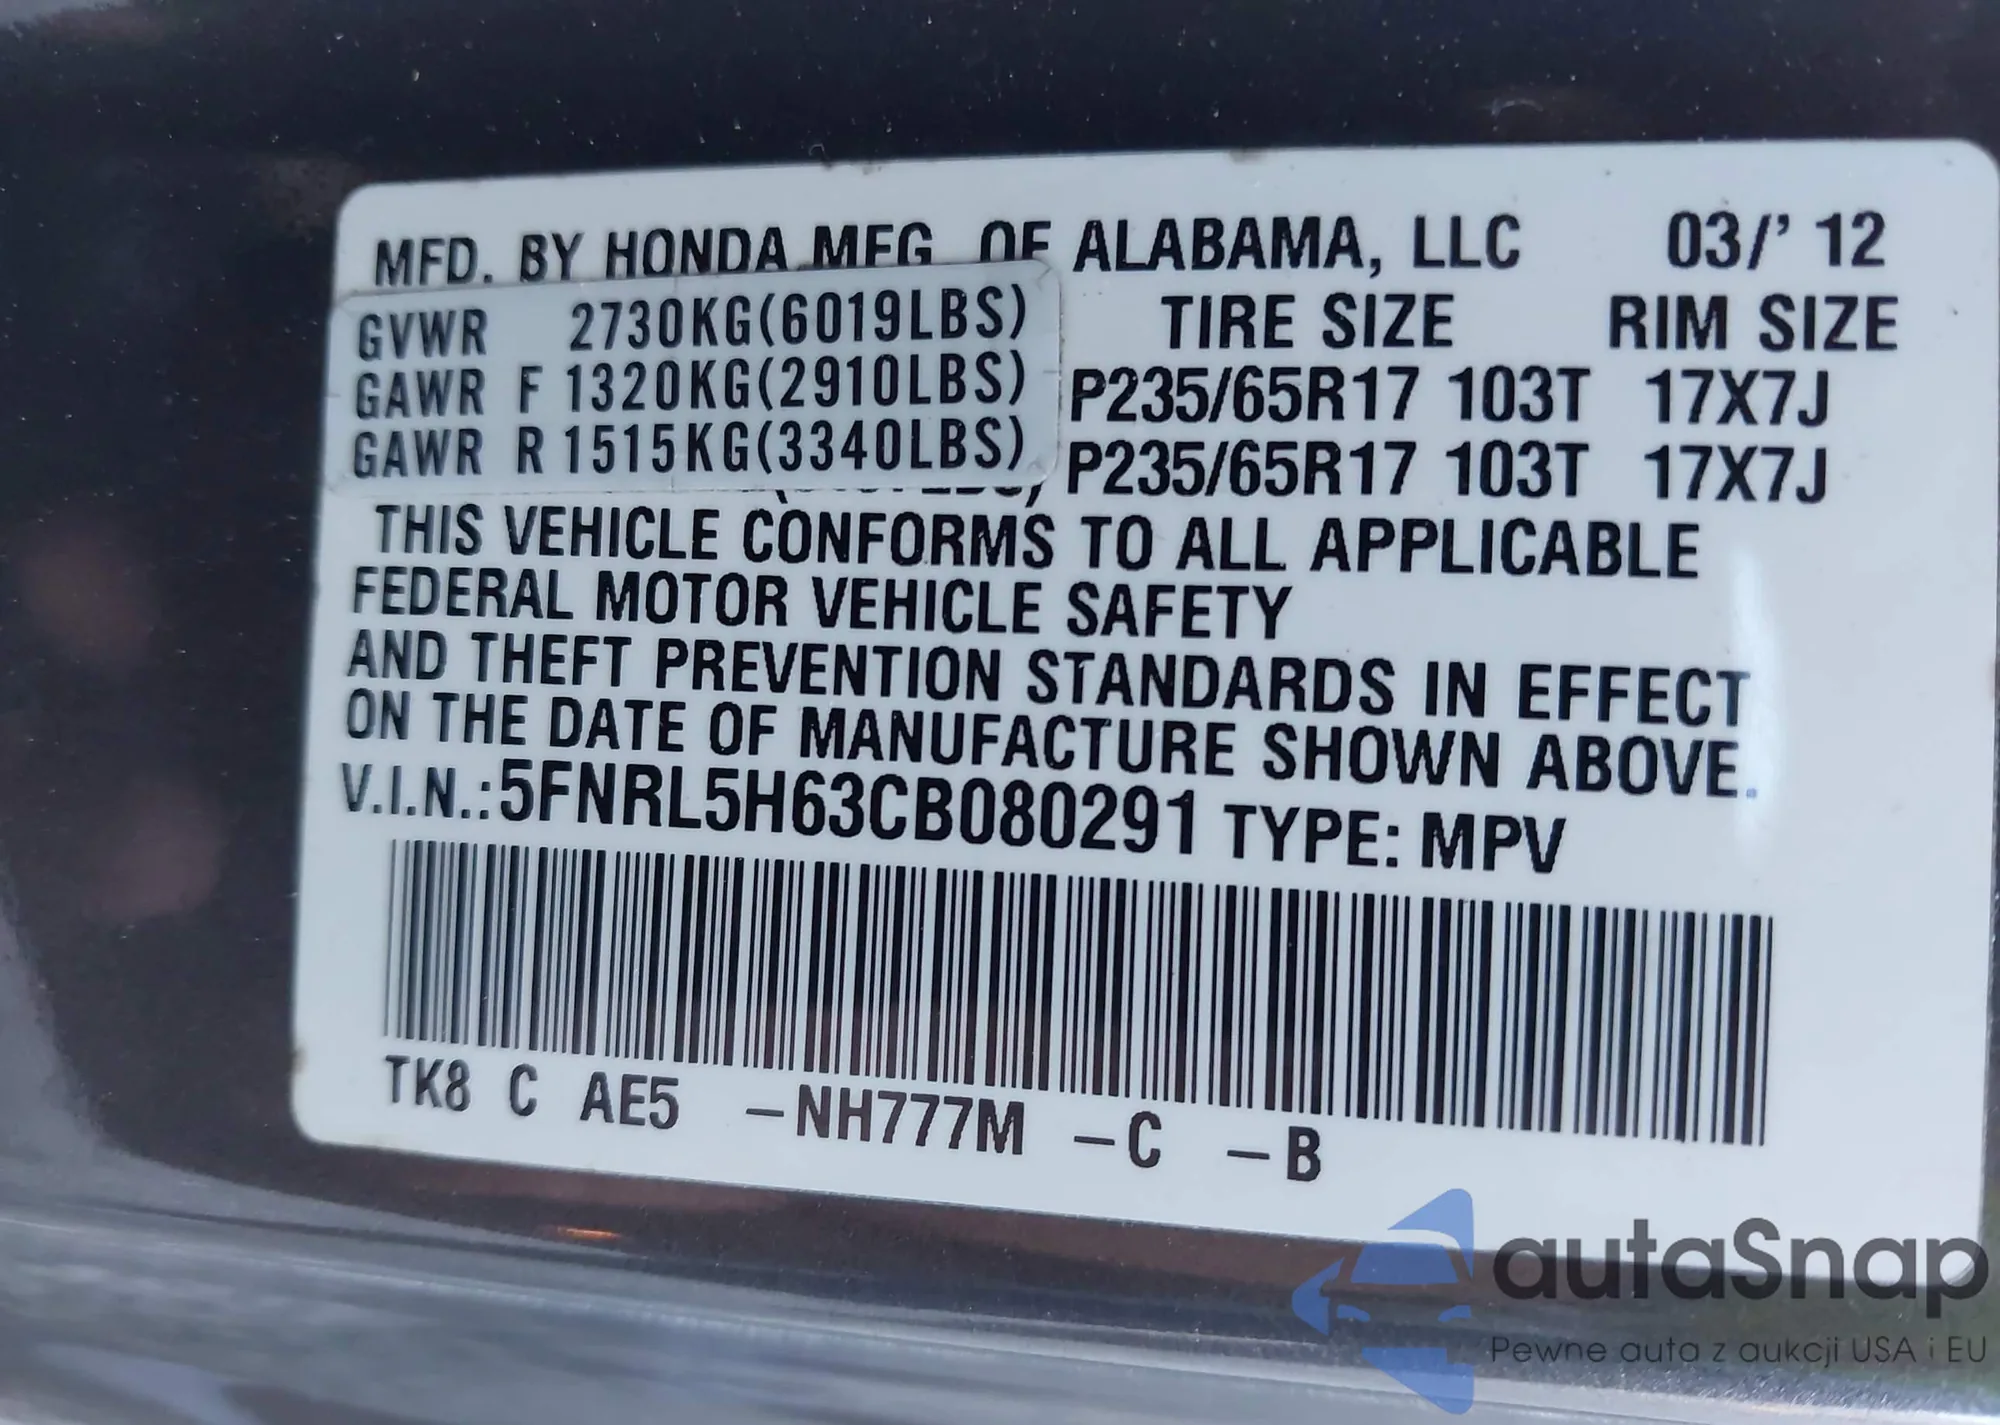 MFD. BY HONDA MFG. OF ALABAMA, LLC 03/' 12
TIRE SIZE RIM SIZE
GVWR 2730KG(6019LBS)
GAWR F 1320KG(2910LBS) P235/65R17 103T 17X7J
GAWR R 1515KG(3340LBS) P235/65R17 103T 17X7J
THIS VEHICLE CONFORMS TO ALL APPLICABLE
FEDERAL MOTOR VEHICLE SAFETY
AND THEFT PREVENTION STANDARDS IN EFFECT
ON THE DATE OF MANUFACTURE SHOWN ABOVE.
V.I.N.:5FNRL5H63CB080291 TYPE: MPV
TK8 C AE5 –NH777M –C –B
autaSnap
Pewne auta z aukcji USA i EU